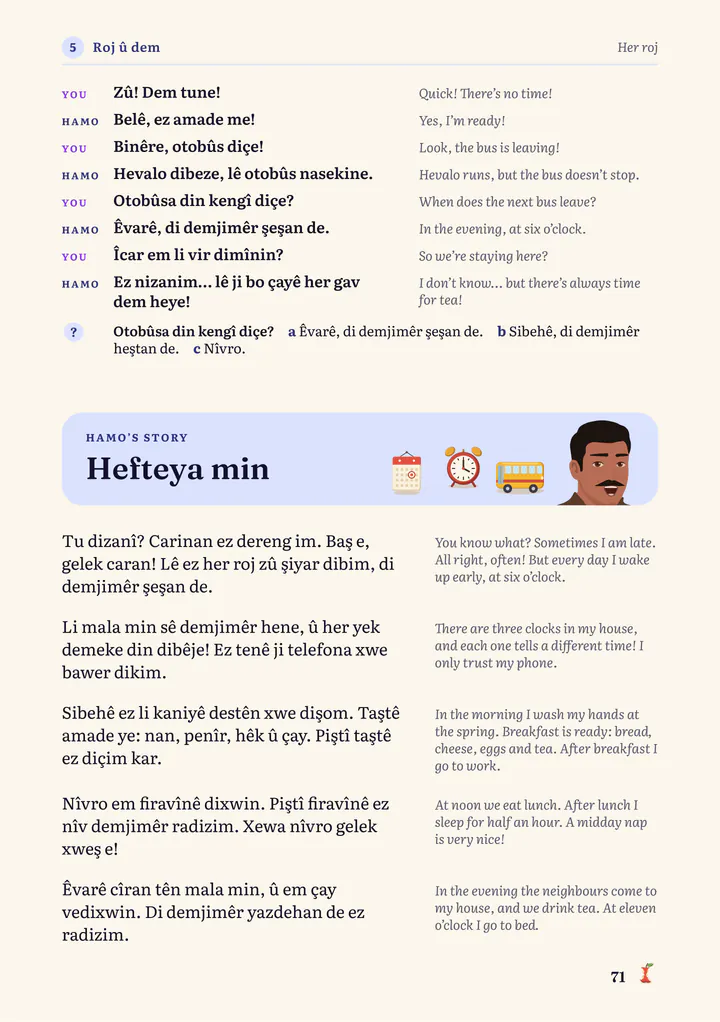 5 Roj û dem Her roj
YOU Zû! Dem tune! Quick! There's no time!
HAMO Belê, ez amade me! Yes, I'm ready!
YOU Binêre, otobûs diçe! Look, the bus is leaving!
HAMO Hevalo dibeze, lê otobûs nasekine. Hevalo runs, but the bus doesn't stop.
YOU Otobûsa din kengî diçe? When does the next bus leave?
HAMO Êvarê, di demjimêr şeşan de. In the evening, at six o'clock.
YOU Îcar em li vir dimînin? So we're staying here?
HAMO Ez nizanim... lê ji bo çayê her gav
dem heye!
I don't know... but there's always time
for tea!
? Otobûsa din kengî diçe? a Êvarê, di demjimêr şeşan de. b Sibehê, di demjimêr
heştan de. c Nîvro.
HAMO'S STORY
Hefteya min
Tu dizanî? Carinan ez dereng im. Baş e,
gelek caran! Lê ez her roj zû şiyar dibim, di
demjimêr şeşan de.
You know what? Sometimes I am late.
All right, often! But every day I wake
up early, at six o'clock.
Li mala min sê demjimêr hene, û her yek
demeke din dibêje! Ez tenê ji telefona xwe
bawer dikim.
There are three clocks in my house,
and each one tells a different time! I
only trust my phone.
Sibehê ez li kaniyê destên xwe dişom. Taştê
amade ye: nan, penîr, hêk û çay. Piştî taştê
ez diçim kar.
In the morning I wash my hands at
the spring. Breakfast is ready: bread,
cheese, eggs and tea. After breakfast I
go to work.
Nîvro em firavînê dixwin. Piştî firavînê ez
nîv demjimêr radizim. Xewa nîvro gelek
xweş e!
At noon we eat lunch. After lunch I
sleep for half an hour. A midday nap
is very nice!
Êvarê cîran tên mala min, û em çay
vedixwin. Di demjimêr yazdehan de ez
radizim.
In the evening the neighbours come to
my house, and we drink tea. At eleven
o'clock I go to bed.
71